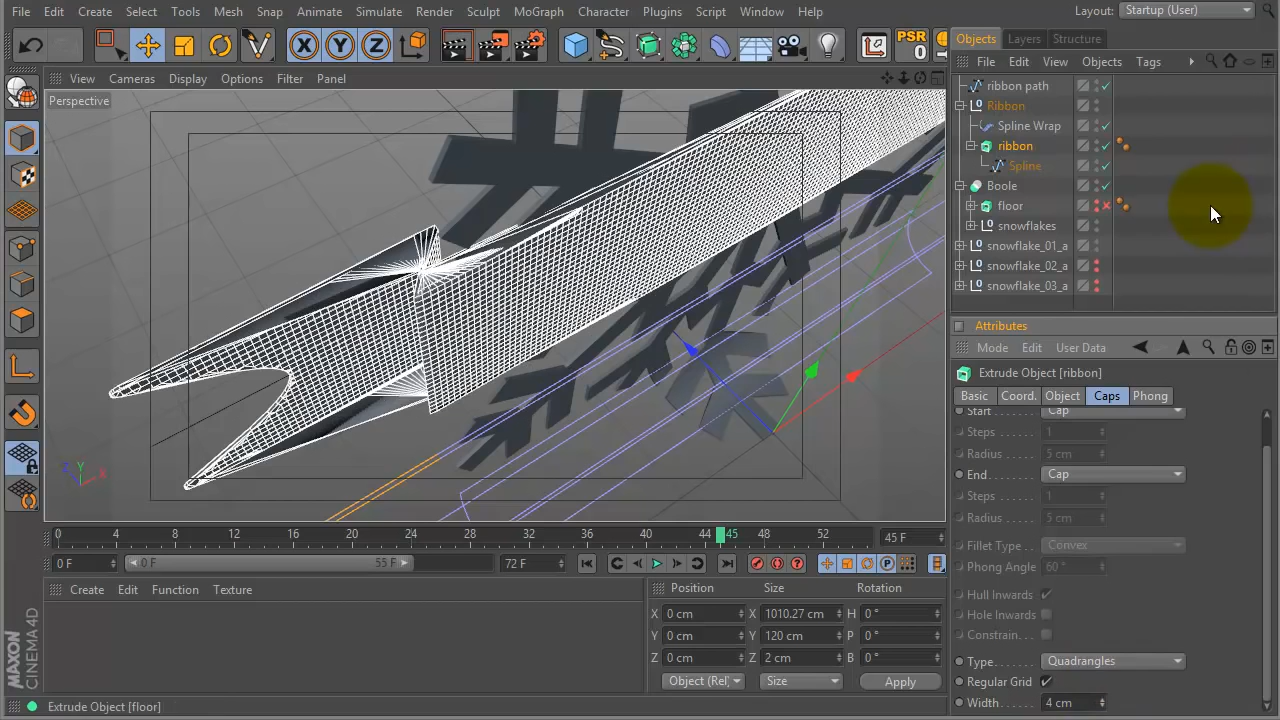 File Edit Create Select Tools Mesh Snap Animate Simulate Render Sculpt MoGraph Character Plugins Script Window Help Layout: Startup (User)
PSR
0
X Y Z
Objects Layers Structure
File Edit View Objects Tags
View Cameras Display Options Filter Panel
Perspective
ribbon path
Ribbon
Spline Wrap
ribbon
Spline
Boole
floor
snowflakes
snowflake_01_a
snowflake_02_a
snowflake_03_a
Attributes
Mode Edit User Data
Extrude Object [ribbon]
Basic Coord. Object Caps Phong
Start Cap
Steps 1
Radius 5 cm
End Cap
Steps 1
Radius 5 cm
Fillet Type Convex
Phong Angle 60 °
Hull Inwards
Hole Inwards
Constrain
Type Quadrangles
Regular Grid
Width 4 cm
Z Y X
0 4 8 12 16 20 24 28 32 36 40 44 45 48 52 45 F
0 F 0 F 55 F 72 F
Create Edit Function Texture
Position Size Rotation
X 0 cm X 1010.27 cm H 0 °
Y 0 cm Y 120 cm P 0 °
Z 0 cm Z 2 cm B 0 °
Object (Rel) Size Apply
MAXON
CINEMA 4D
Extrude Object [floor]